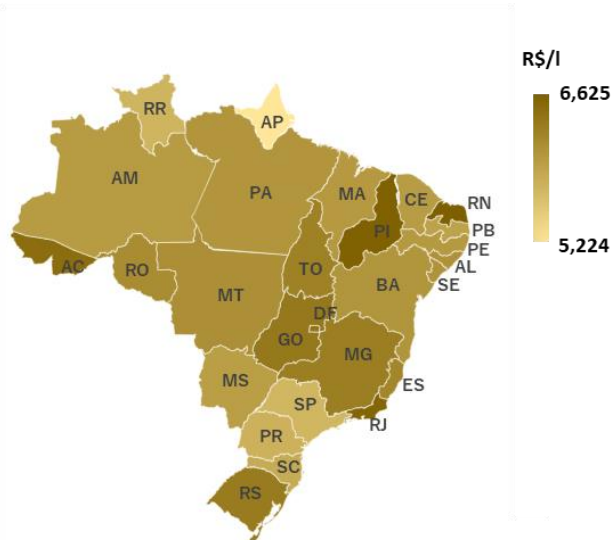 R$/l
6,625
5,224
RR
AP
AM
PA
MA
CE
RN
PB
PE
AL
SE
PI
AC
RO
TO
BA
MT
DF
GO
MG
MS
ES
SP
RJ
PR
SC
RS